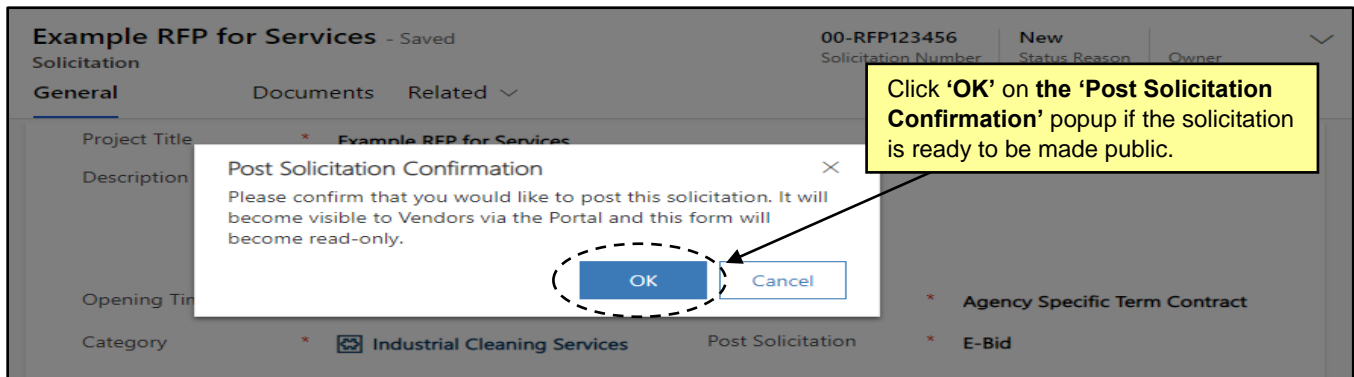 Example RFP for Services - Saved
Solicitation
00-RFP123456
Solicitation Number
New
Status Reason
Owner
General Documents Related
Click ‘OK’ on the ‘Post Solicitation
Confirmation’ popup if the solicitation
is ready to be made public.
Project Title * Example RFP for Services
Description
Post Solicitation Confirmation
Please confirm that you would like to post this solicitation. It will
become visible to Vendors via the Portal and this form will
become read-only.
OK Cancel
Opening Tim
* Agency Specific Term Contract
Category * Industrial Cleaning Services Post Solicitation * E-Bid